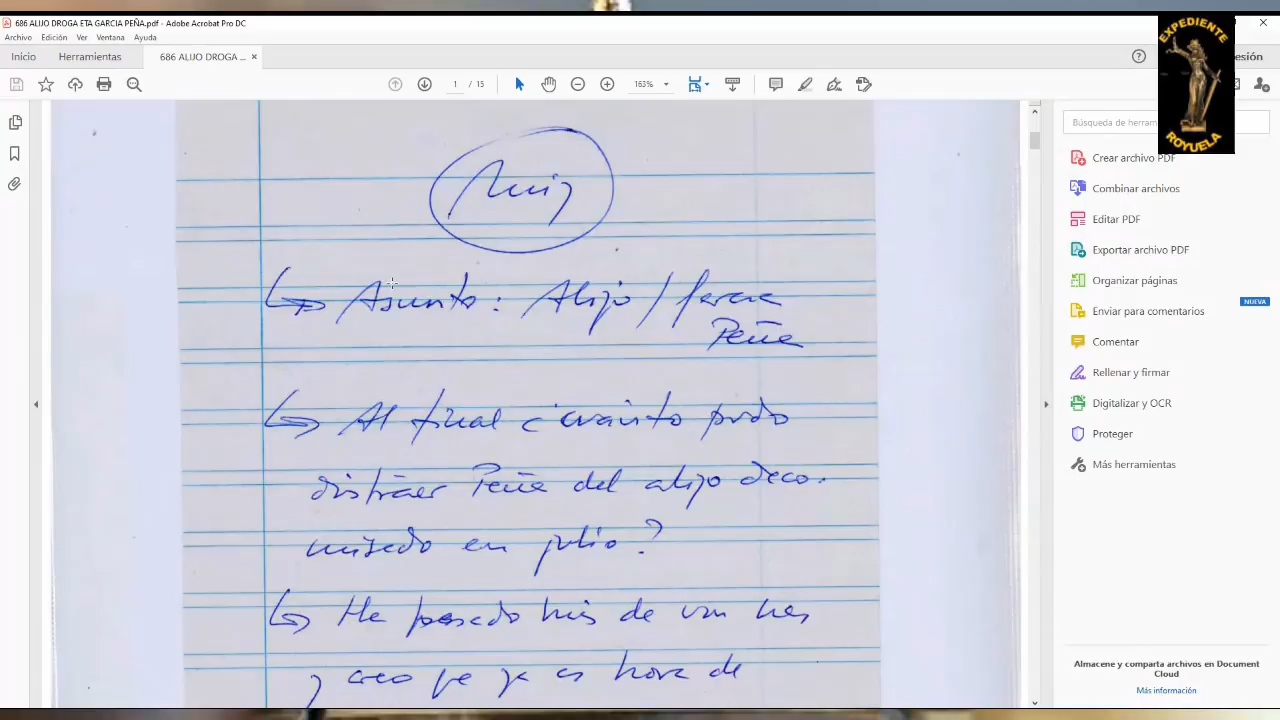 686 ALIJO DROGA ETA GARCIA PEÑA.pdf - Adobe Acrobat Pro DC
Archivo Edición Ver Ventana Ayuda
Inicio Herramientas 686 ALIJO DROGA ... × esión
1 / 15 163%
EXPEDIENTE
ROYUELA
Ruiz
Asunto: Alijo / García
Peña
Al final ¿cuánto pudo
distraer Peña del alijo deco-
misado en julio?
Ha pasado más de un mes
y creo que ya es hora de
Búsqueda de herram
Crear archivo PDF
Combinar archivos
Editar PDF
Exportar archivo PDF
Organizar páginas
NUEVA
Enviar para comentarios
Comentar
Rellenar y firmar
Digitalizar y OCR
Proteger
Más herramientas
Almacene y comparta archivos en Document
Cloud
Más información